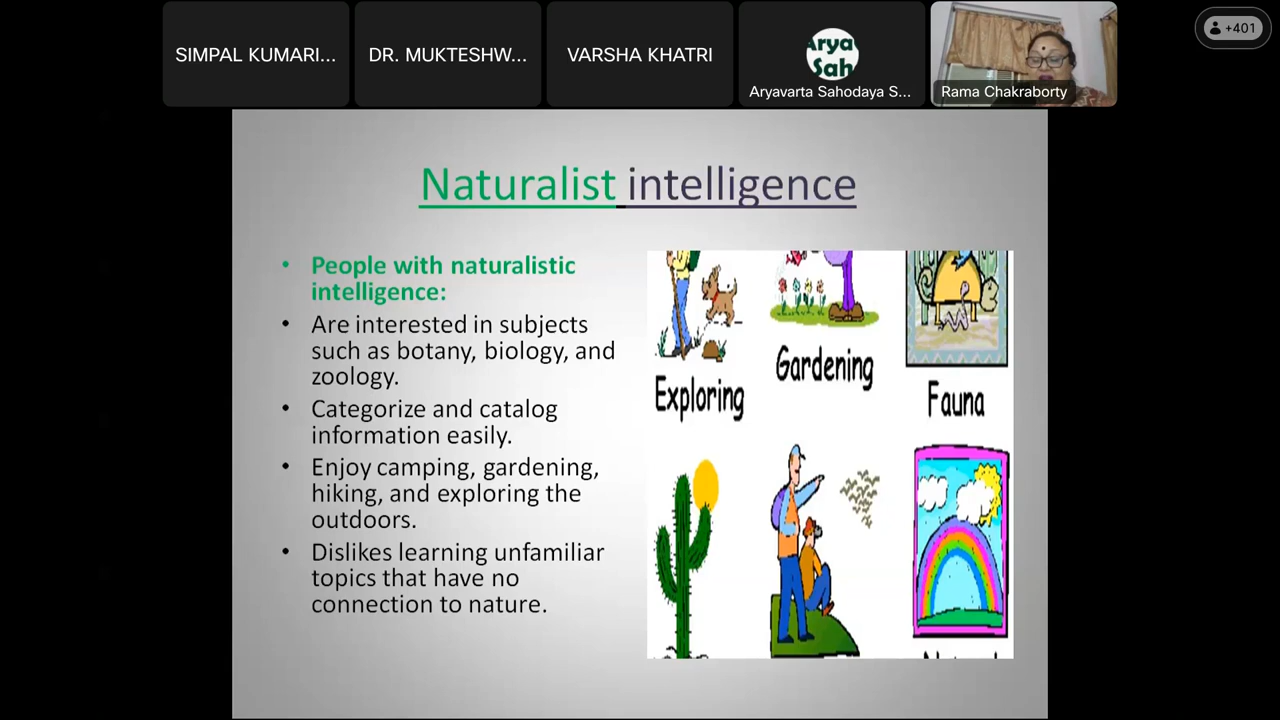 SIMPAL KUMARI...
DR. MUKTESHW...
VARSHA KHATRI
Arya
Sah
Aryavarta Sahodaya S...
Rama Chakraborty
+401
Naturalist intelligence
• People with naturalistic
intelligence:
• Are interested in subjects
such as botany, biology, and
zoology.
• Categorize and catalog
information easily.
• Enjoy camping, gardening,
hiking, and exploring the
outdoors.
• Dislikes learning unfamiliar
topics that have no
connection to nature.
Exploring
Gardening
Fauna